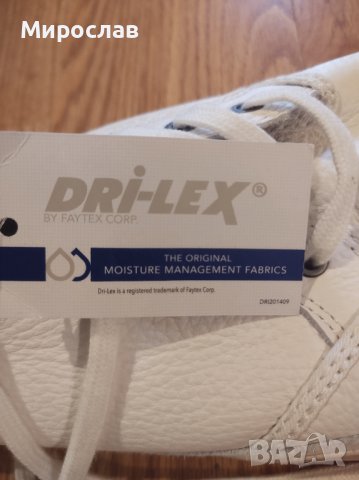 Мирослав
DRI-LEX®
BY FAYTEX CORP.
THE ORIGINAL
MOISTURE MANAGEMENT FABRICS
Dri-Lex is a registered trademark of Faytex Corp.
DRI201409
BAZAR